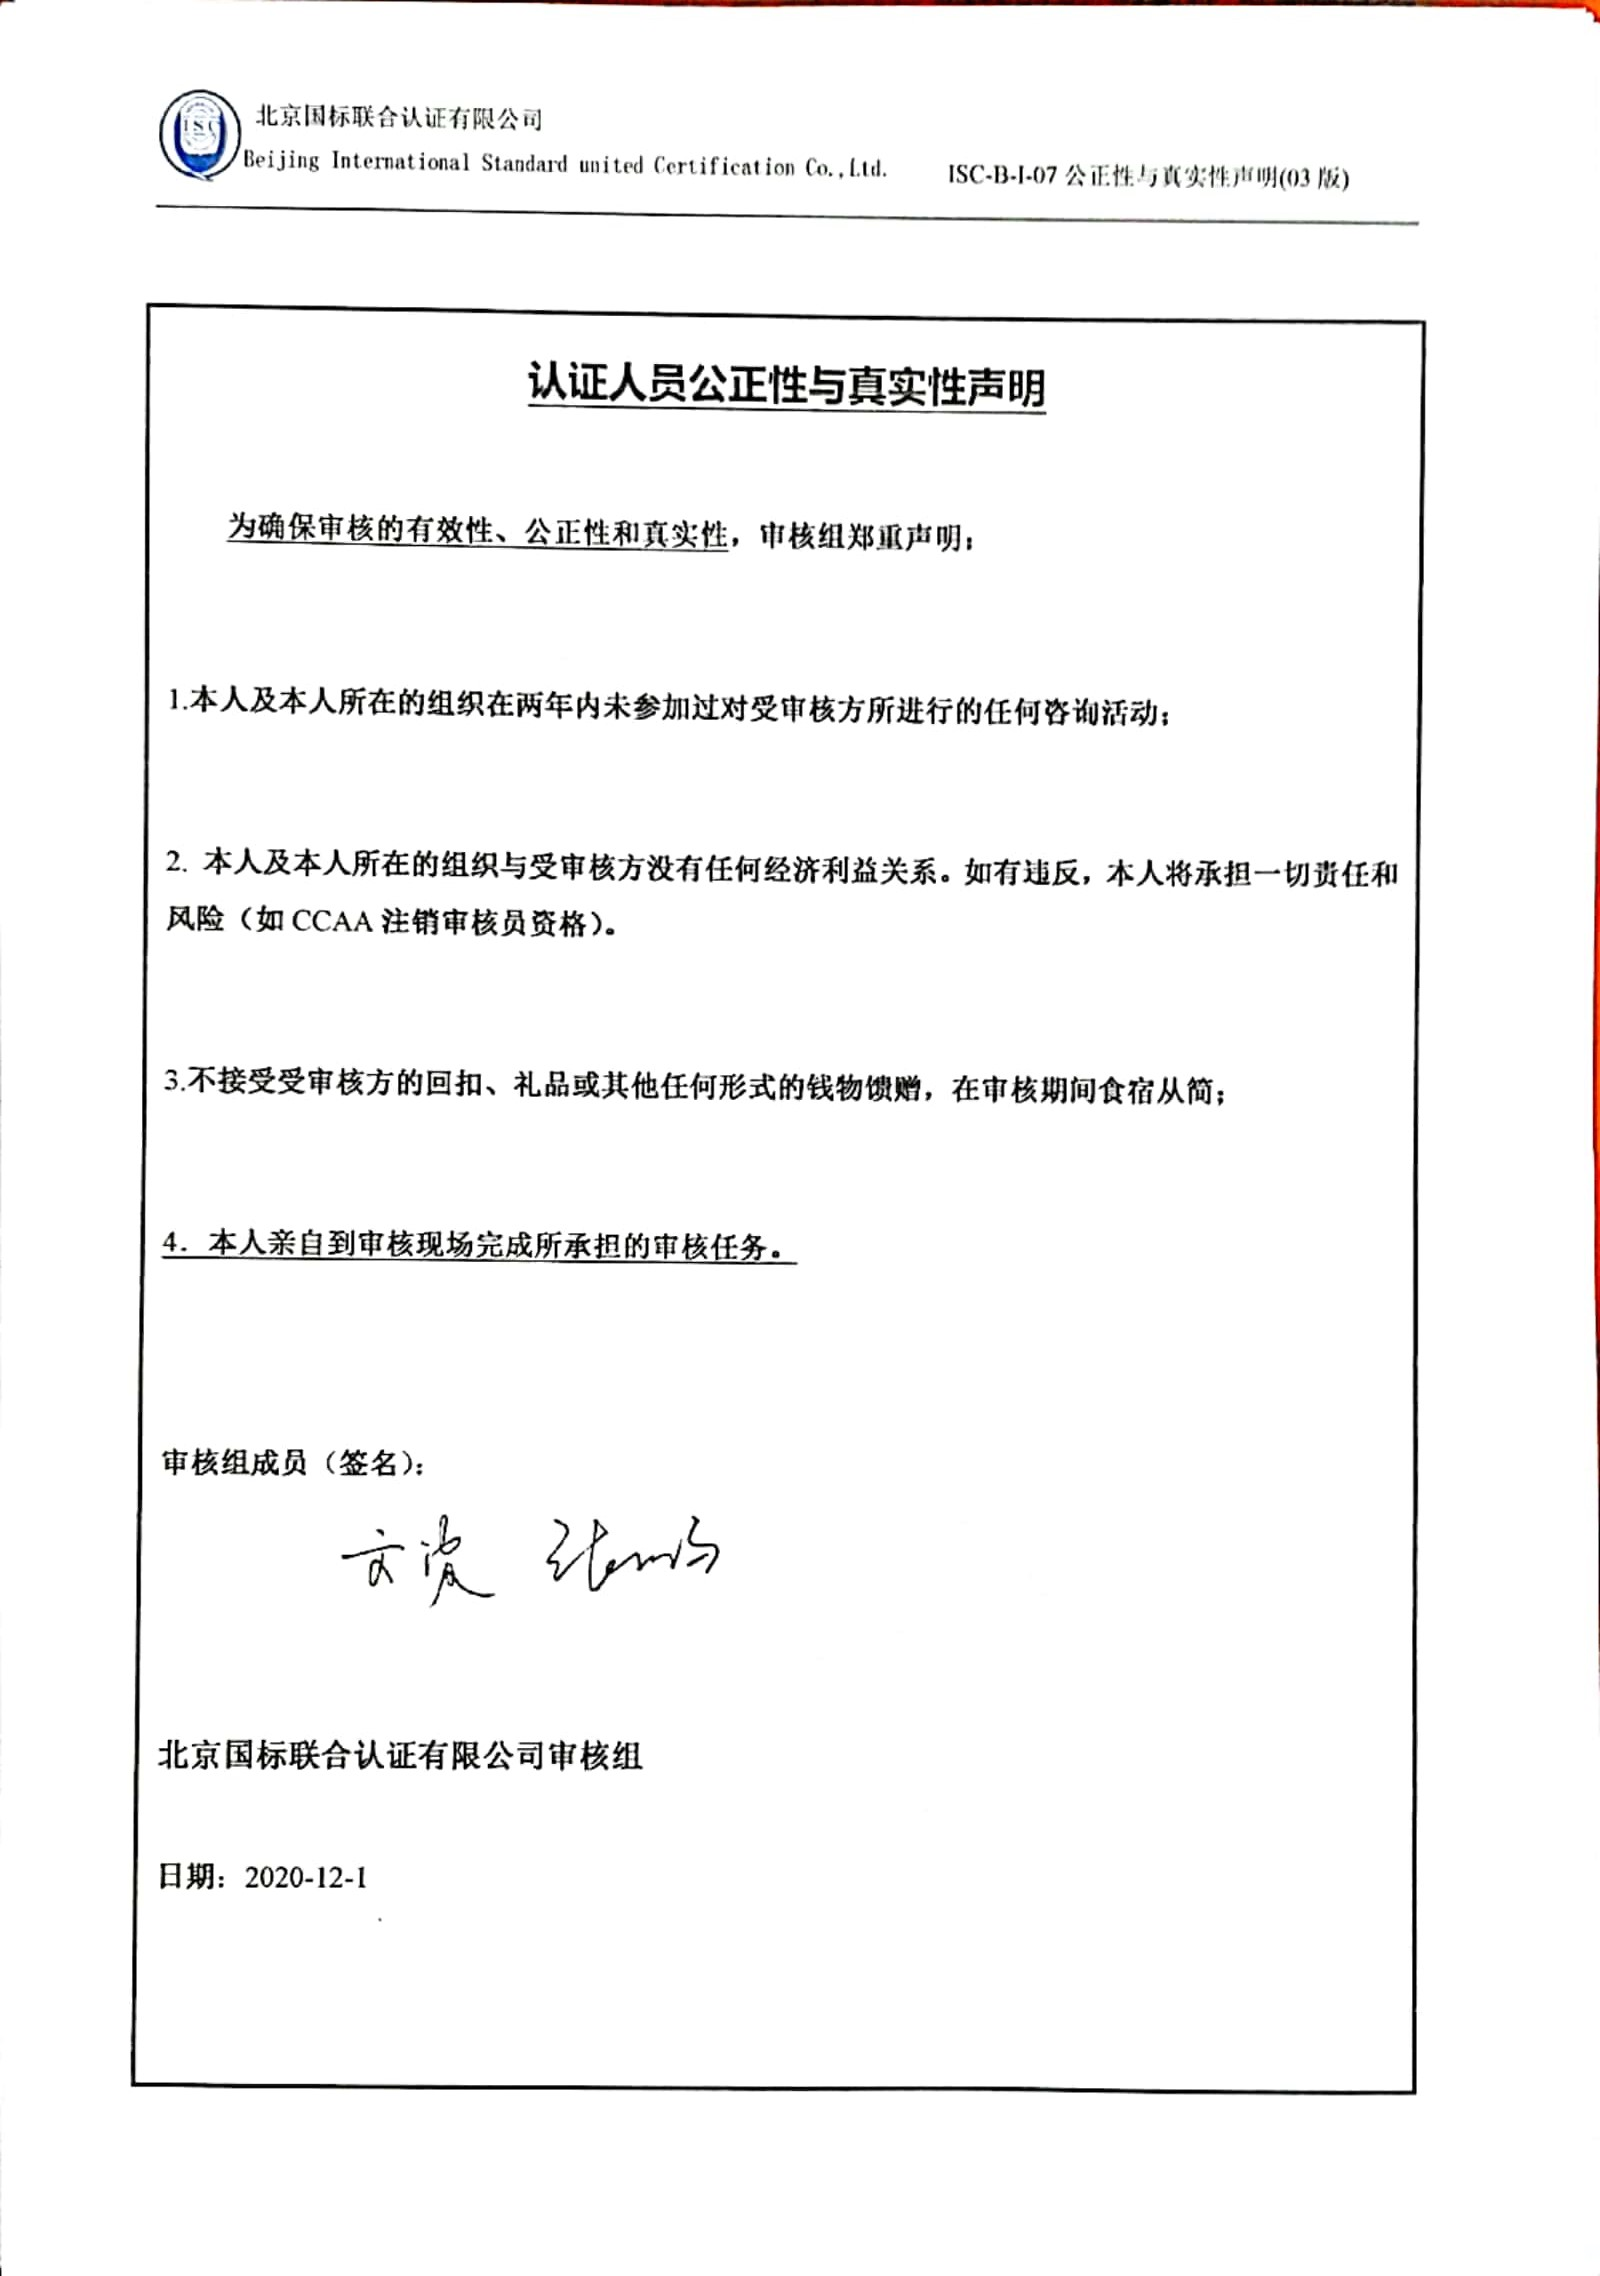 ISC
北京国标联合认证有限公司
Beijing International Standard united Certification Co.,Ltd. ISC-B-I-07 公正性与真实性声明(03 版)
认证人员公正性与真实性声明
为确保审核的有效性、公正性和真实性，审核组郑重声明；
1.本人及本人所在的组织在两年内未参加过对受审核方所进行的任何咨询活动；
2. 本人及本人所在的组织与受审核方没有任何经济利益关系。如有违反，本人将承担一切责任和
风险（如 CCAA 注销审核员资格）。
3.不接受受审核方的回扣、礼品或其他任何形式的钱物馈赠，在审核期间食宿从简；
4. 本人亲自到审核现场完成所承担的审核任务。
审核组成员（签名）：
文波
北京国标联合认证有限公司审核组
日期：2020-12-1